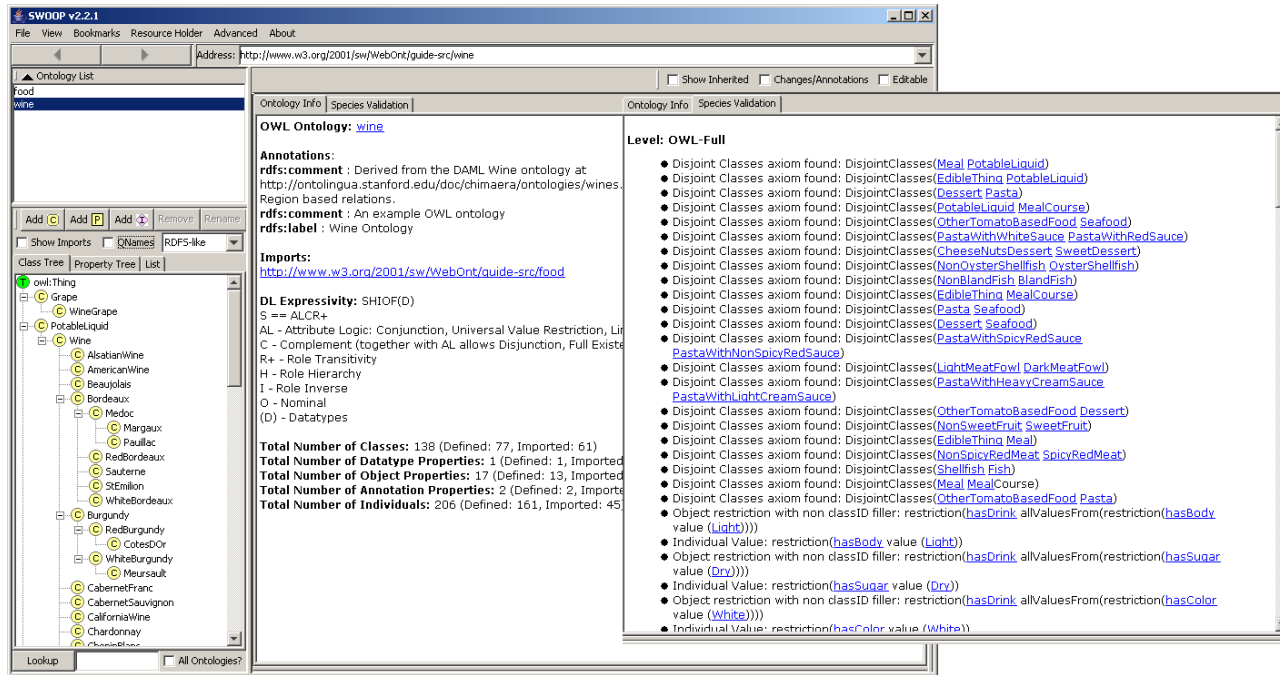 SWOOP v2.2.1
File View Bookmarks Resource Holder Advanced About
Address: http://www.w3.org/2001/sw/WebOnt/guide-src/wine
Ontology List
food
wine
Show Inherited Changes/Annotations Editable
Add C Add P Add I Remove Rename
Show Imports QNames RDFS-like
Class Tree Property Tree List
T owl:Thing
C Grape
C WineGrape
C PotableLiquid
C Wine
C AlsatianWine
C AmericanWine
C Beaujolais
C Bordeaux
C Medoc
C Margaux
C Pauillac
C RedBordeaux
C Sauterne
C StEmilion
C WhiteBordeaux
C Burgundy
C RedBurgundy
C CotesDOr
C WhiteBurgundy
C Meursault
C CabernetFranc
C CabernetSauvignon
C CaliforniaWine
C Chardonnay
C CheninBlanc
Lookup All Ontologies?
Ontology Info Species Validation
OWL Ontology: wine
Annotations:
rdfs:comment : Derived from the DAML Wine ontology at
http://ontolingua.stanford.edu/doc/chimaera/ontologies/wines.
Region based relations.
rdfs:comment : An example OWL ontology
rdfs:label : Wine Ontology
Imports:
http://www.w3.org/2001/sw/WebOnt/guide-src/food
DL Expressivity: SHIOF(D)
S == ALCR+
AL - Attribute Logic: Conjunction, Universal Value Restriction,
C - Complement (together with AL allows Disjunction, Full
R+ - Role Transitivity
H - Role Hierarchy
I - Role Inverse
O - Nominal
(D) - Datatypes
Total Number of Classes: 138 (Defined: 77, Imported: 61)
Total Number of Datatype Properties: 1 (Defined: 1, Imported
Total Number of Object Properties: 17 (Defined: 13, Imported
Total Number of Annotation Properties: 2 (Defined: 2,
Total Number of Individuals: 206 (Defined: 161, Imported: 45
Ontology Info Species Validation
Level: OWL-Full
Disjoint Classes axiom found: DisjointClasses(Meal PotableLiquid)
Disjoint Classes axiom found: DisjointClasses(EdibleThing PotableLiquid)
Disjoint Classes axiom found: DisjointClasses(Dessert Pasta)
Disjoint Classes axiom found: DisjointClasses(PotableLiquid MealCourse)
Disjoint Classes axiom found: DisjointClasses(OtherTomatoBasedFood Seafood)
Disjoint Classes axiom found: DisjointClasses(PastaWithWhiteSauce PastaWithRedSauce)
Disjoint Classes axiom found: DisjointClasses(CheeseNutsDessert SweetDessert)
Disjoint Classes axiom found: DisjointClasses(NonOysterShellfish OysterShellfish)
Disjoint Classes axiom found: DisjointClasses(NonBlandFish BlandFish)
Disjoint Classes axiom found: DisjointClasses(EdibleThing MealCourse)
Disjoint Classes axiom found: DisjointClasses(Pasta Seafood)
Disjoint Classes axiom found: DisjointClasses(Dessert Seafood)
Disjoint Classes axiom found: DisjointClasses(PastaWithSpicyRedSauce
PastaWithNonSpicyRedSauce)
Disjoint Classes axiom found: DisjointClasses(LightMeatFowl DarkMeatFowl)
Disjoint Classes axiom found: DisjointClasses(PastaWithHeavyCreamSauce
PastaWithLightCreamSauce)
Disjoint Classes axiom found: DisjointClasses(OtherTomatoBasedFood Dessert)
Disjoint Classes axiom found: DisjointClasses(NonSweetFruit SweetFruit)
Disjoint Classes axiom found: DisjointClasses(EdibleThing Meal)
Disjoint Classes axiom found: DisjointClasses(NonSpicyRedMeat SpicyRedMeat)
Disjoint Classes axiom found: DisjointClasses(Shellfish Fish)
Disjoint Classes axiom found: DisjointClasses(Meal MealCourse)
Disjoint Classes axiom found: DisjointClasses(OtherTomatoBasedFood Pasta)
Object restriction with non classID filler: restriction(hasDrink allValuesFrom(restriction(hasBody
value (Light))))
Individual Value: restriction(hasBody value (Light))
Object restriction with non classID filler: restriction(hasDrink allValuesFrom(restriction(hasSugar
value (Dry))))
Individual Value: restriction(hasSugar value (Dry))
Object restriction with non classID filler: restriction(hasDrink allValuesFrom(restriction(hasColor
value (White))))
Individual Value: restriction(hasColor value (White))